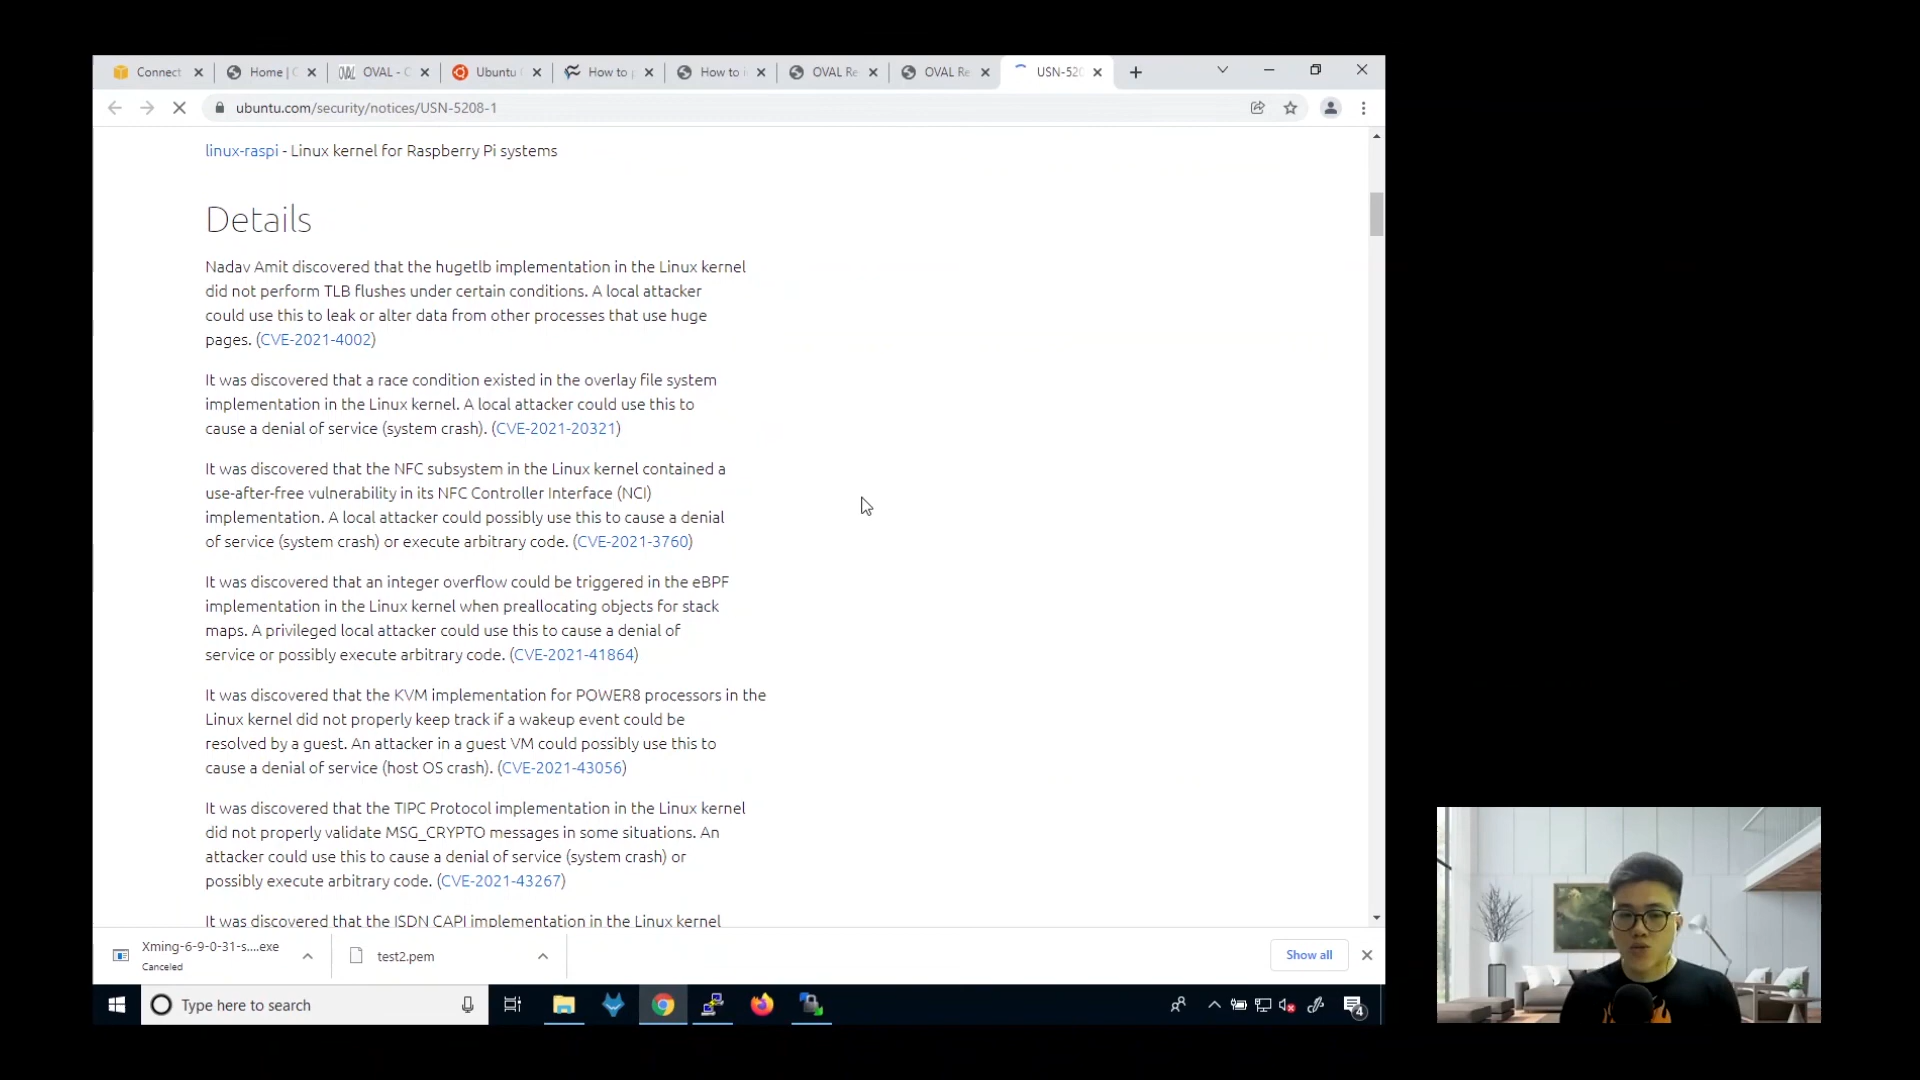 Connect
Home | C
OVAL - C
Ubuntu
How to
How to i
OVAL Re
OVAL Re
USN-520
ubuntu.com/security/notices/USN-5208-1
linux-raspi - Linux kernel for Raspberry Pi systems
Details
Nadav Amit discovered that the hugetlb implementation in the Linux kernel
did not perform TLB flushes under certain conditions. A local attacker
could use this to leak or alter data from other processes that use huge
pages. (CVE-2021-4002)
It was discovered that a race condition existed in the overlay file system
implementation in the Linux kernel. A local attacker could use this to
cause a denial of service (system crash). (CVE-2021-20321)
It was discovered that the NFC subsystem in the Linux kernel contained a
use-after-free vulnerability in its NFC Controller Interface (NCI)
implementation. A local attacker could possibly use this to cause a denial
of service (system crash) or execute arbitrary code. (CVE-2021-3760)
It was discovered that an integer overflow could be triggered in the eBPF
implementation in the Linux kernel when preallocating objects for stack
maps. A privileged local attacker could use this to cause a denial of
service or possibly execute arbitrary code. (CVE-2021-41864)
It was discovered that the KVM implementation for POWER8 processors in the
Linux kernel did not properly keep track if a wakeup event could be
resolved by a guest. An attacker in a guest VM could possibly use this to
cause a denial of service (host OS crash). (CVE-2021-43056)
It was discovered that the TIPC Protocol implementation in the Linux kernel
did not properly validate MSG_CRYPTO messages in some situations. An
attacker could use this to cause a denial of service (system crash) or
possibly execute arbitrary code. (CVE-2021-43267)
It was discovered that the ISDN CAPI implementation in the Linux kernel
Xming-6-9-0-31-s....exe
Canceled
test2.pem
Show all
Type here to search
4